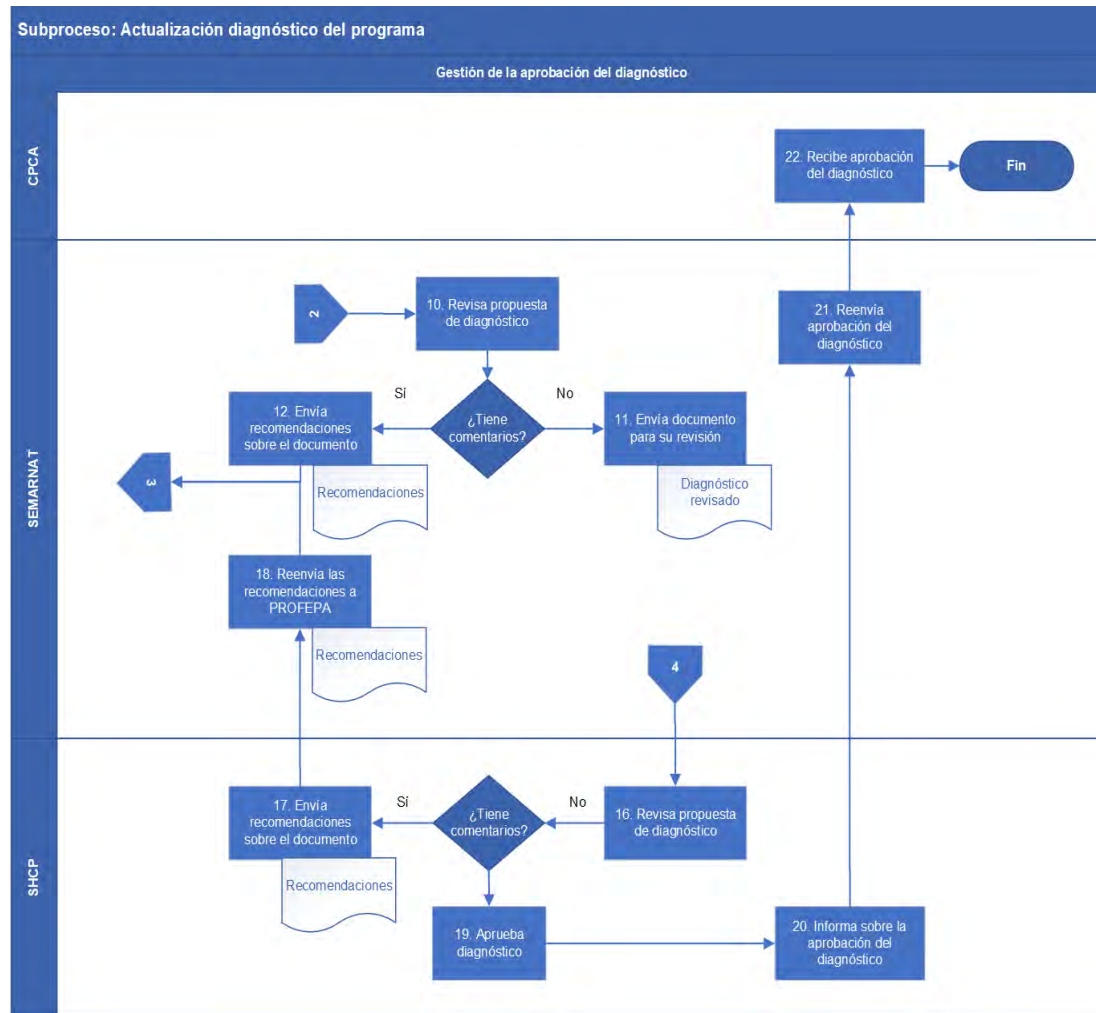 Subproceso: Actualización diagnóstico del programa
Gestión de la aprobación del diagnóstico
CPCA
22. Recibe aprobación
del diagnóstico
Fin
SEMARNAT
2
10. Revisa propuesta
de diagnóstico
21. Reenvía
aprobación del
diagnóstico
Sí
¿Tiene
comentarios?
No
12. Envía
recomendaciones
sobre el documento
11. Envía documento
para su revisión
3
Recomendaciones
Diagnóstico
revisado
18. Reenvía las
recomendaciones a
PROFEPA
Recomendaciones
4
SHCP
17. Envía
recomendaciones
sobre el documento
Sí
¿Tiene
comentarios?
No
16. Revisa propuesta
de diagnóstico
Recomendaciones
19. Aprueba
diagnóstico
20. Informa sobre la
aprobación del
diagnóstico